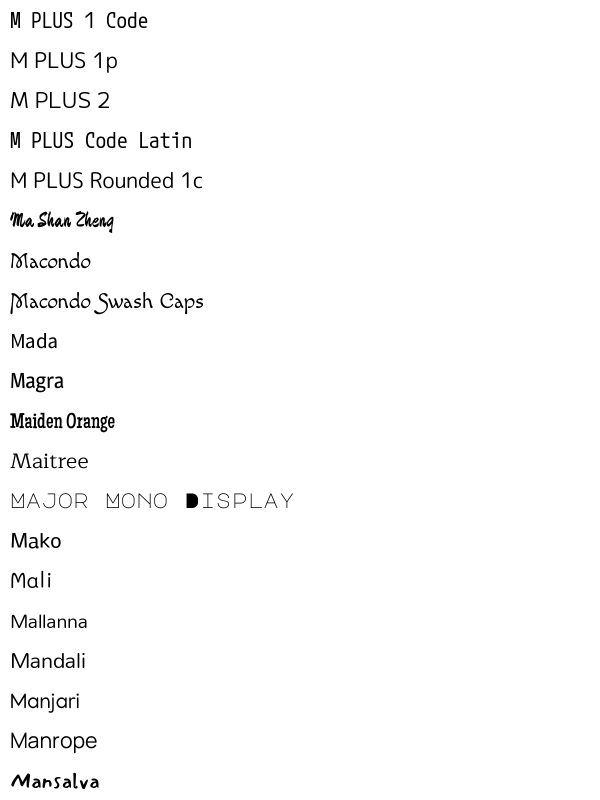 M PLUS 1 Code
M PLUS 1p
M PLUS 2
M PLUS Code Latin
M PLUS Rounded 1c
Ma Shan Zheng
Macondo
Macondo Swash Caps
Mada
Magra
Maiden Orange
Maitree
Major Mono Display
Mako
Mali
Mallanna
Mandali
Manjari
Manrope
Mansalva